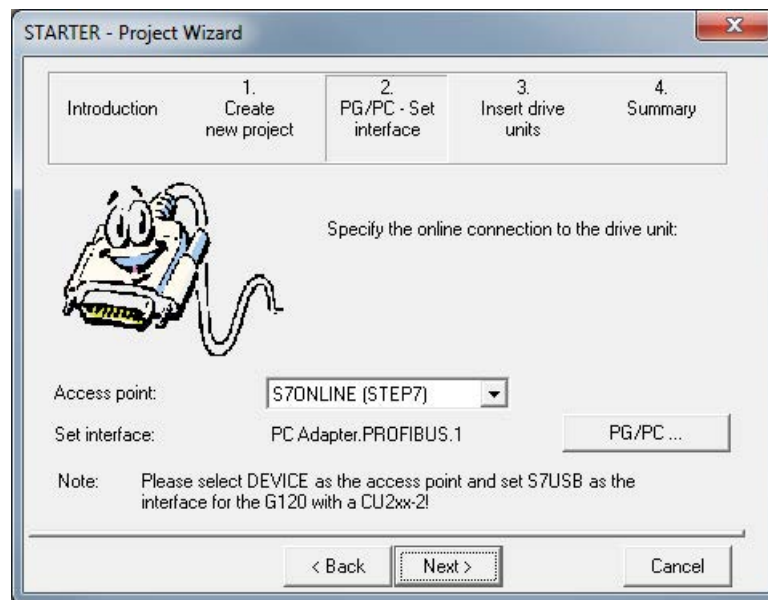 STARTER - Project Wizard
Introduction
1.
Create
new project
2.
PG/PC - Set
interface
3.
Insert drive
units
4.
Summary
Specify the online connection to the drive unit:
Access point:
S7ONLINE (STEP7)
Set interface:
PC Adapter.PROFIBUS.1
PG/PC ...
Note: Please select DEVICE as the access point and set S7USB as the
interface for the G120 with a CU2xx-2!
< Back
Next >
Cancel